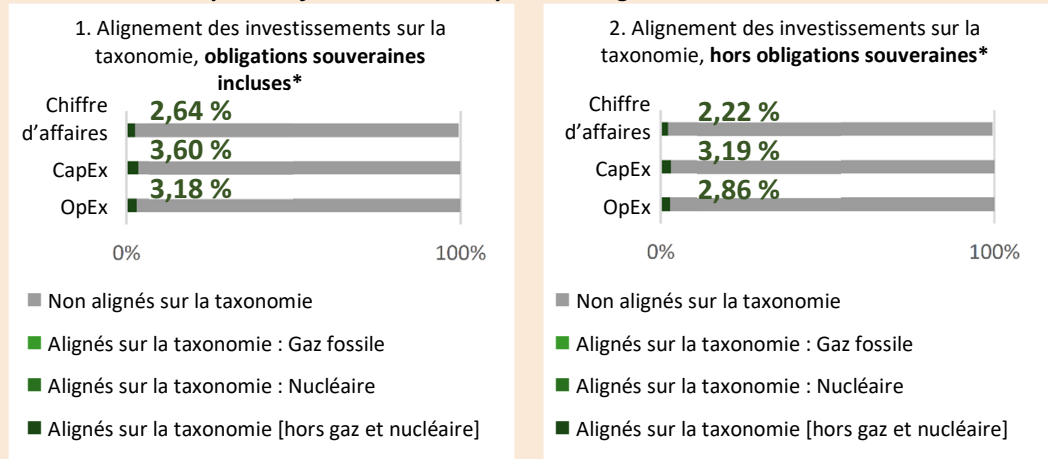 1. Alignement des investissements sur la
taxonomie, obligations souveraines
incluses*
Chiffre
d’affaires
2,64 %
CapEx
3,60 %
OpEx
3,18 %
0%
100%
Non alignés sur la taxonomie
Alignés sur la taxonomie : Gaz fossile
Alignés sur la taxonomie : Nucléaire
Alignés sur la taxonomie [hors gaz et nucléaire]
2. Alignement des investissements sur la
taxonomie, hors obligations souveraines*
Chiffre
d’affaires
2,22 %
CapEx
3,19 %
OpEx
2,86 %
0%
100%
Non alignés sur la taxonomie
Alignés sur la taxonomie : Gaz fossile
Alignés sur la taxonomie : Nucléaire
Alignés sur la taxonomie [hors gaz et nucléaire]